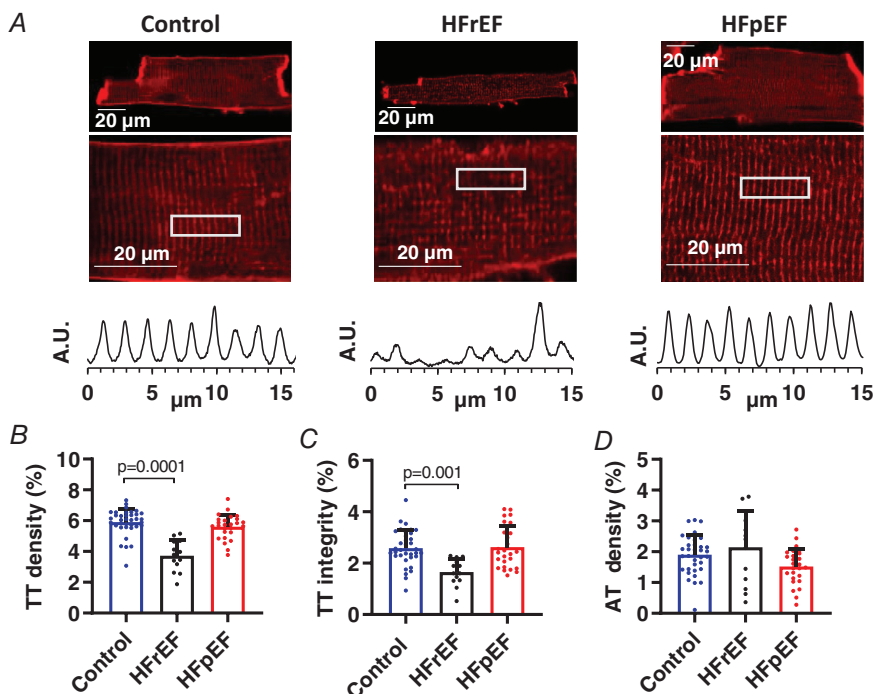 A
Control
HFrEF
HFpEF
20 µm
20 µm
20 µm
20 µm
20 µm
20 µm
A.U.
A.U.
A.U.
0 5 10 15
µm
0 5 10 15
µm
0 5 10 15
µm
B
TT density (%)
10
8
6
4
2
0
p=0.0001
Control
HFrEF
HFpEF
C
TT integrity (%)
6
4
2
0
p=0.001
Control
HFrEF
HFpEF
D
AT density (%)
5
4
3
2
1
0
Control
HFrEF
HFpEF